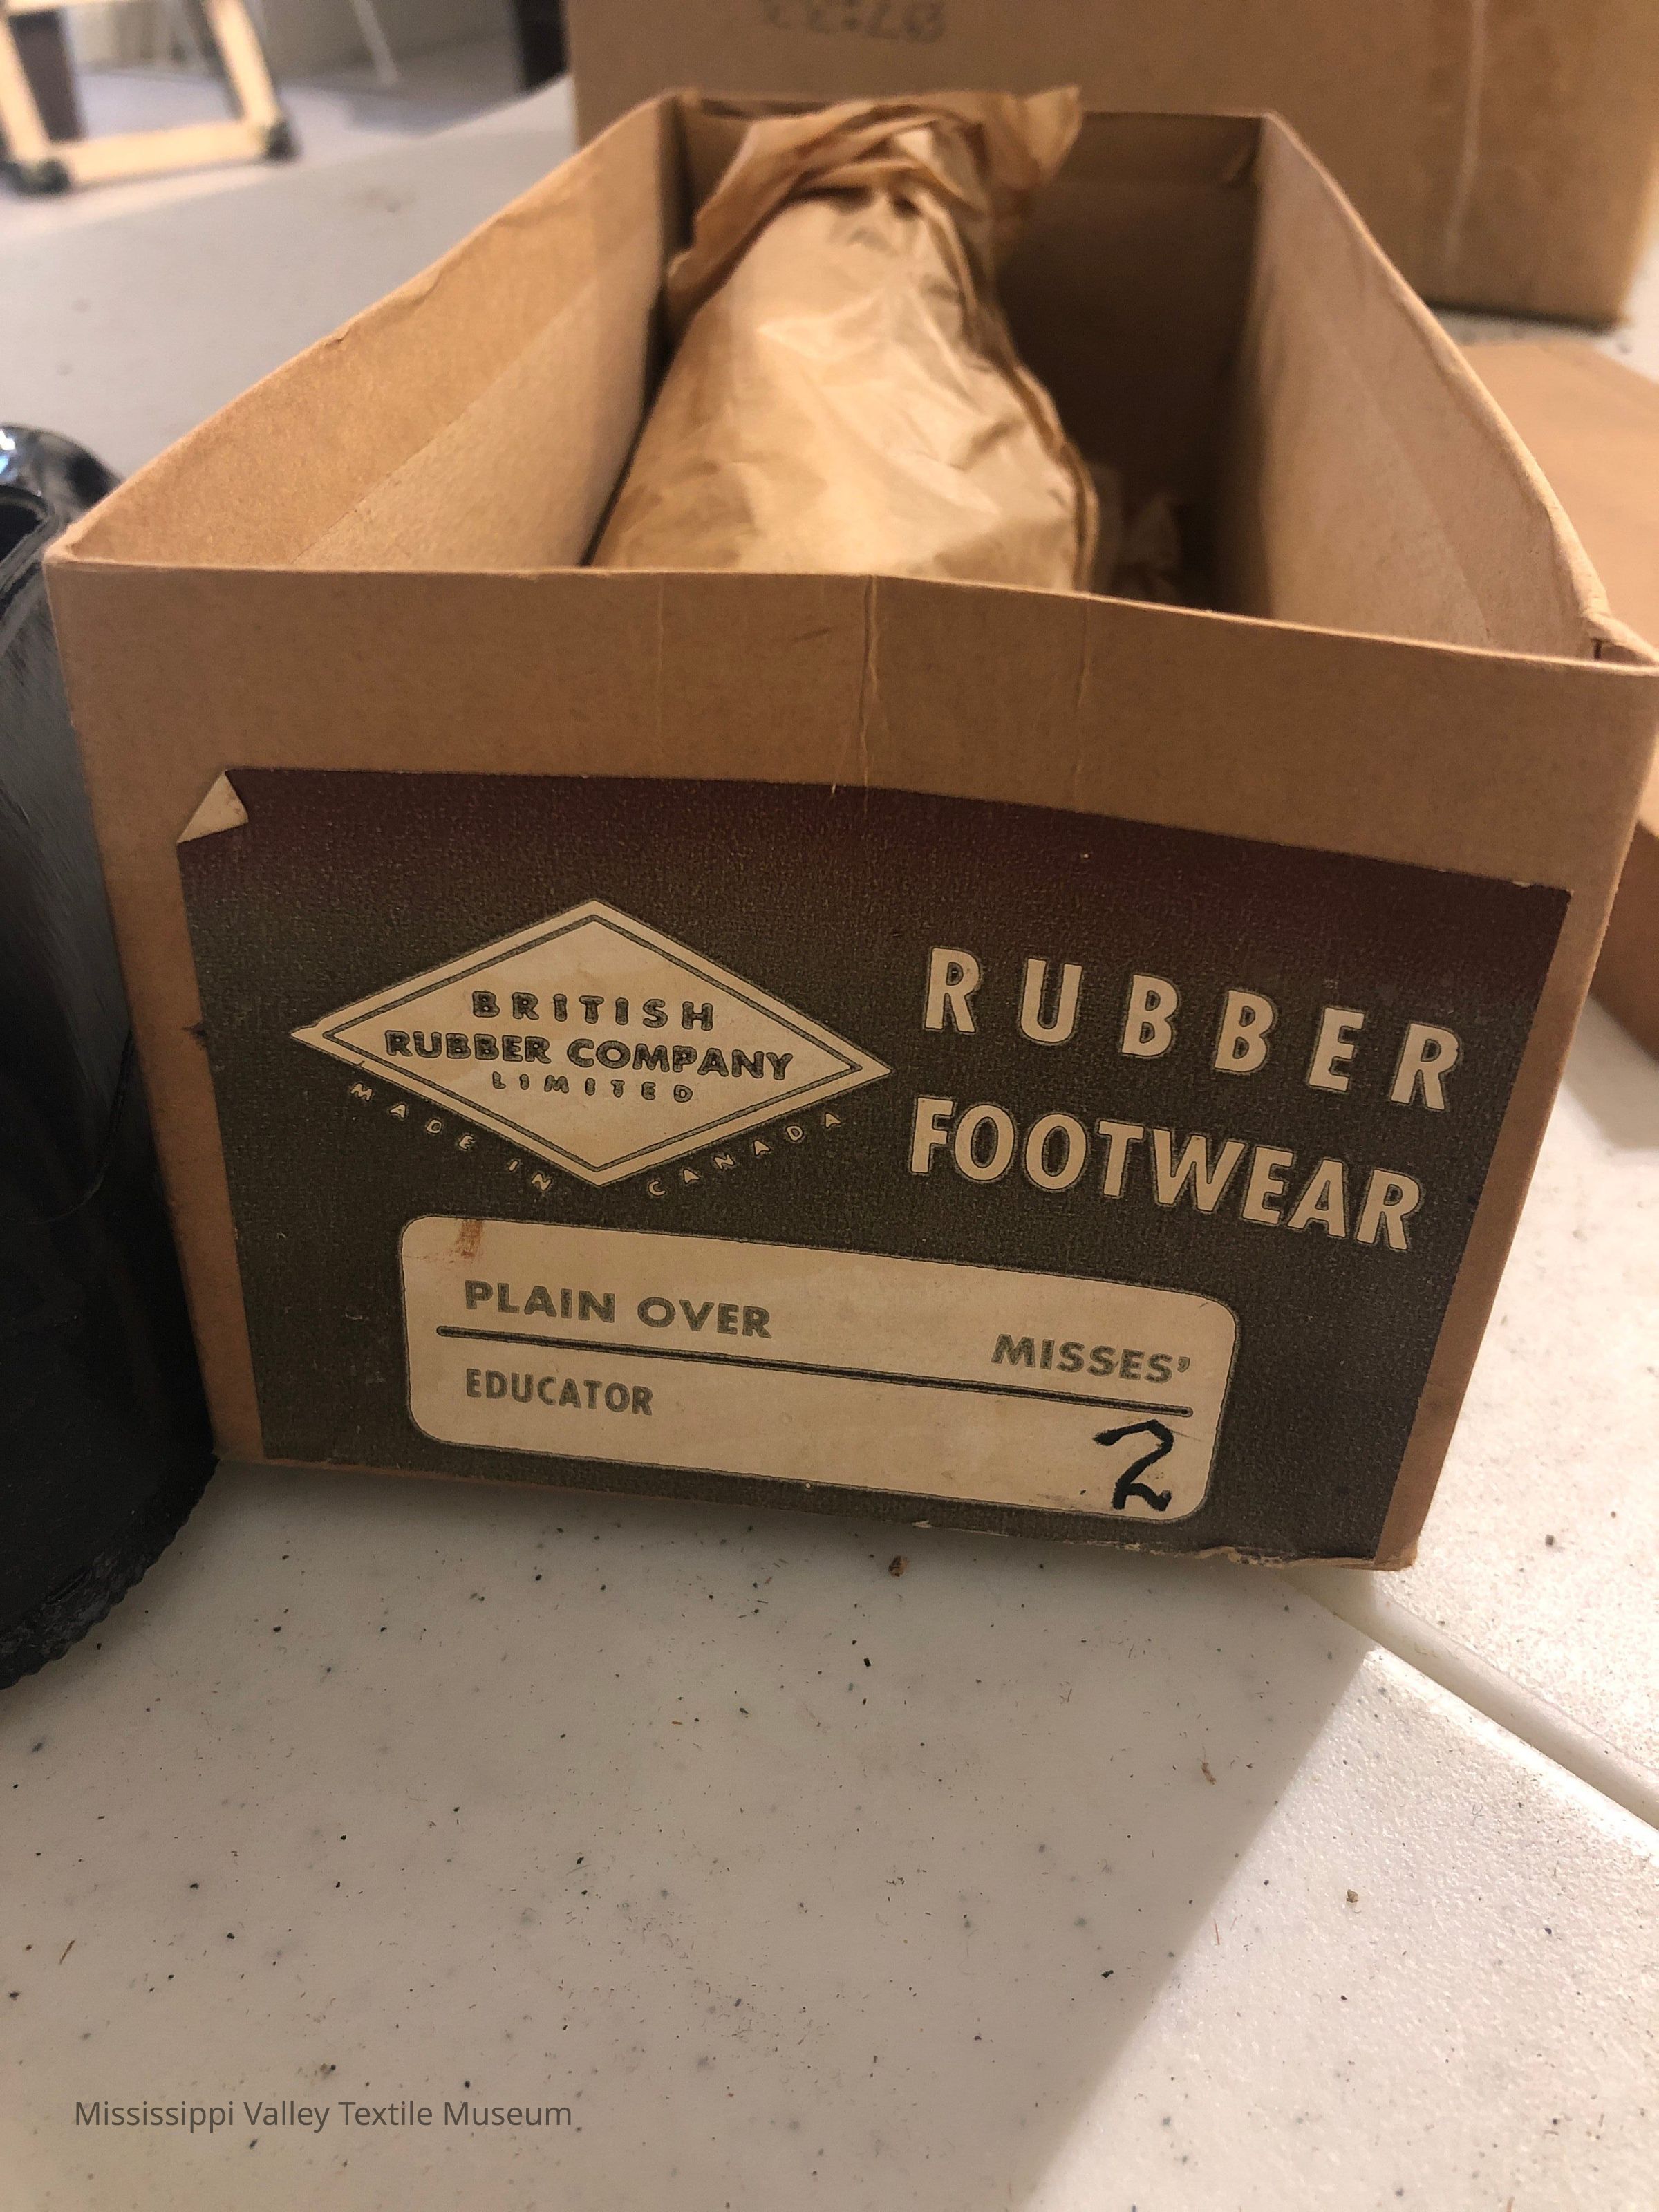 BRITISH
RUBBER COMPANY
LIMITED
MADE IN CANADA
RUBBER
FOOTWEAR
PLAIN OVER
MISSES'
EDUCATOR
2
Mississippi Valley Textile Museum